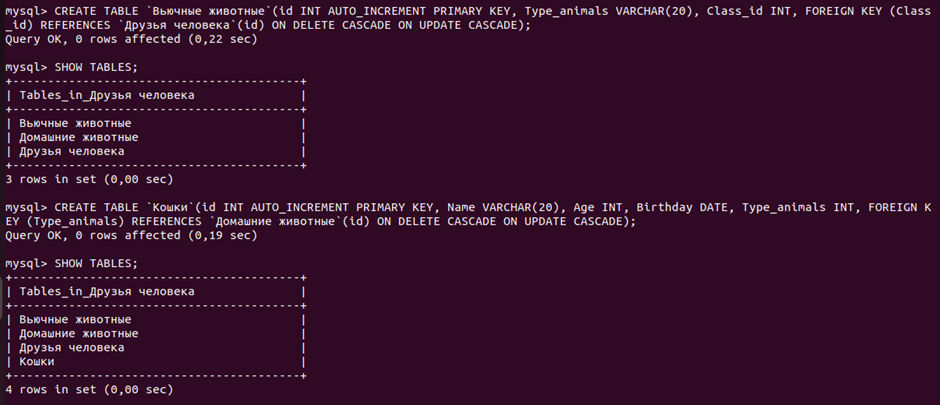 mysql> CREATE TABLE `Вьючные животные`(id INT AUTO_INCREMENT PRIMARY KEY, Type_animals VARCHAR(20), Class_id INT, FOREIGN KEY (Class
_id) REFERENCES `Друзья человека`(id) ON DELETE CASCADE ON UPDATE CASCADE);
Query OK, 0 rows affected (0,22 sec)
mysql> SHOW TABLES;
+-----------------------------------------+
| Tables_in_Друзья человека               |
+-----------------------------------------+
| Вьючные животные                        |
| Домашние животные                       |
| Друзья человека                         |
+-----------------------------------------+
3 rows in set (0,00 sec)
mysql> CREATE TABLE `Кошки`(id INT AUTO_INCREMENT PRIMARY KEY, Name VARCHAR(20), Age INT, Birthday DATE, Type_animals INT, FOREIGN K
EY (Type_animals) REFERENCES `Домашние животные`(id) ON DELETE CASCADE ON UPDATE CASCADE);
Query OK, 0 rows affected (0,19 sec)
mysql> SHOW TABLES;
+-----------------------------------------+
| Tables_in_Друзья человека               |
+-----------------------------------------+
| Вьючные животные                        |
| Домашние животные                       |
| Друзья человека                         |
| Кошки                                   |
+-----------------------------------------+
4 rows in set (0,00 sec)